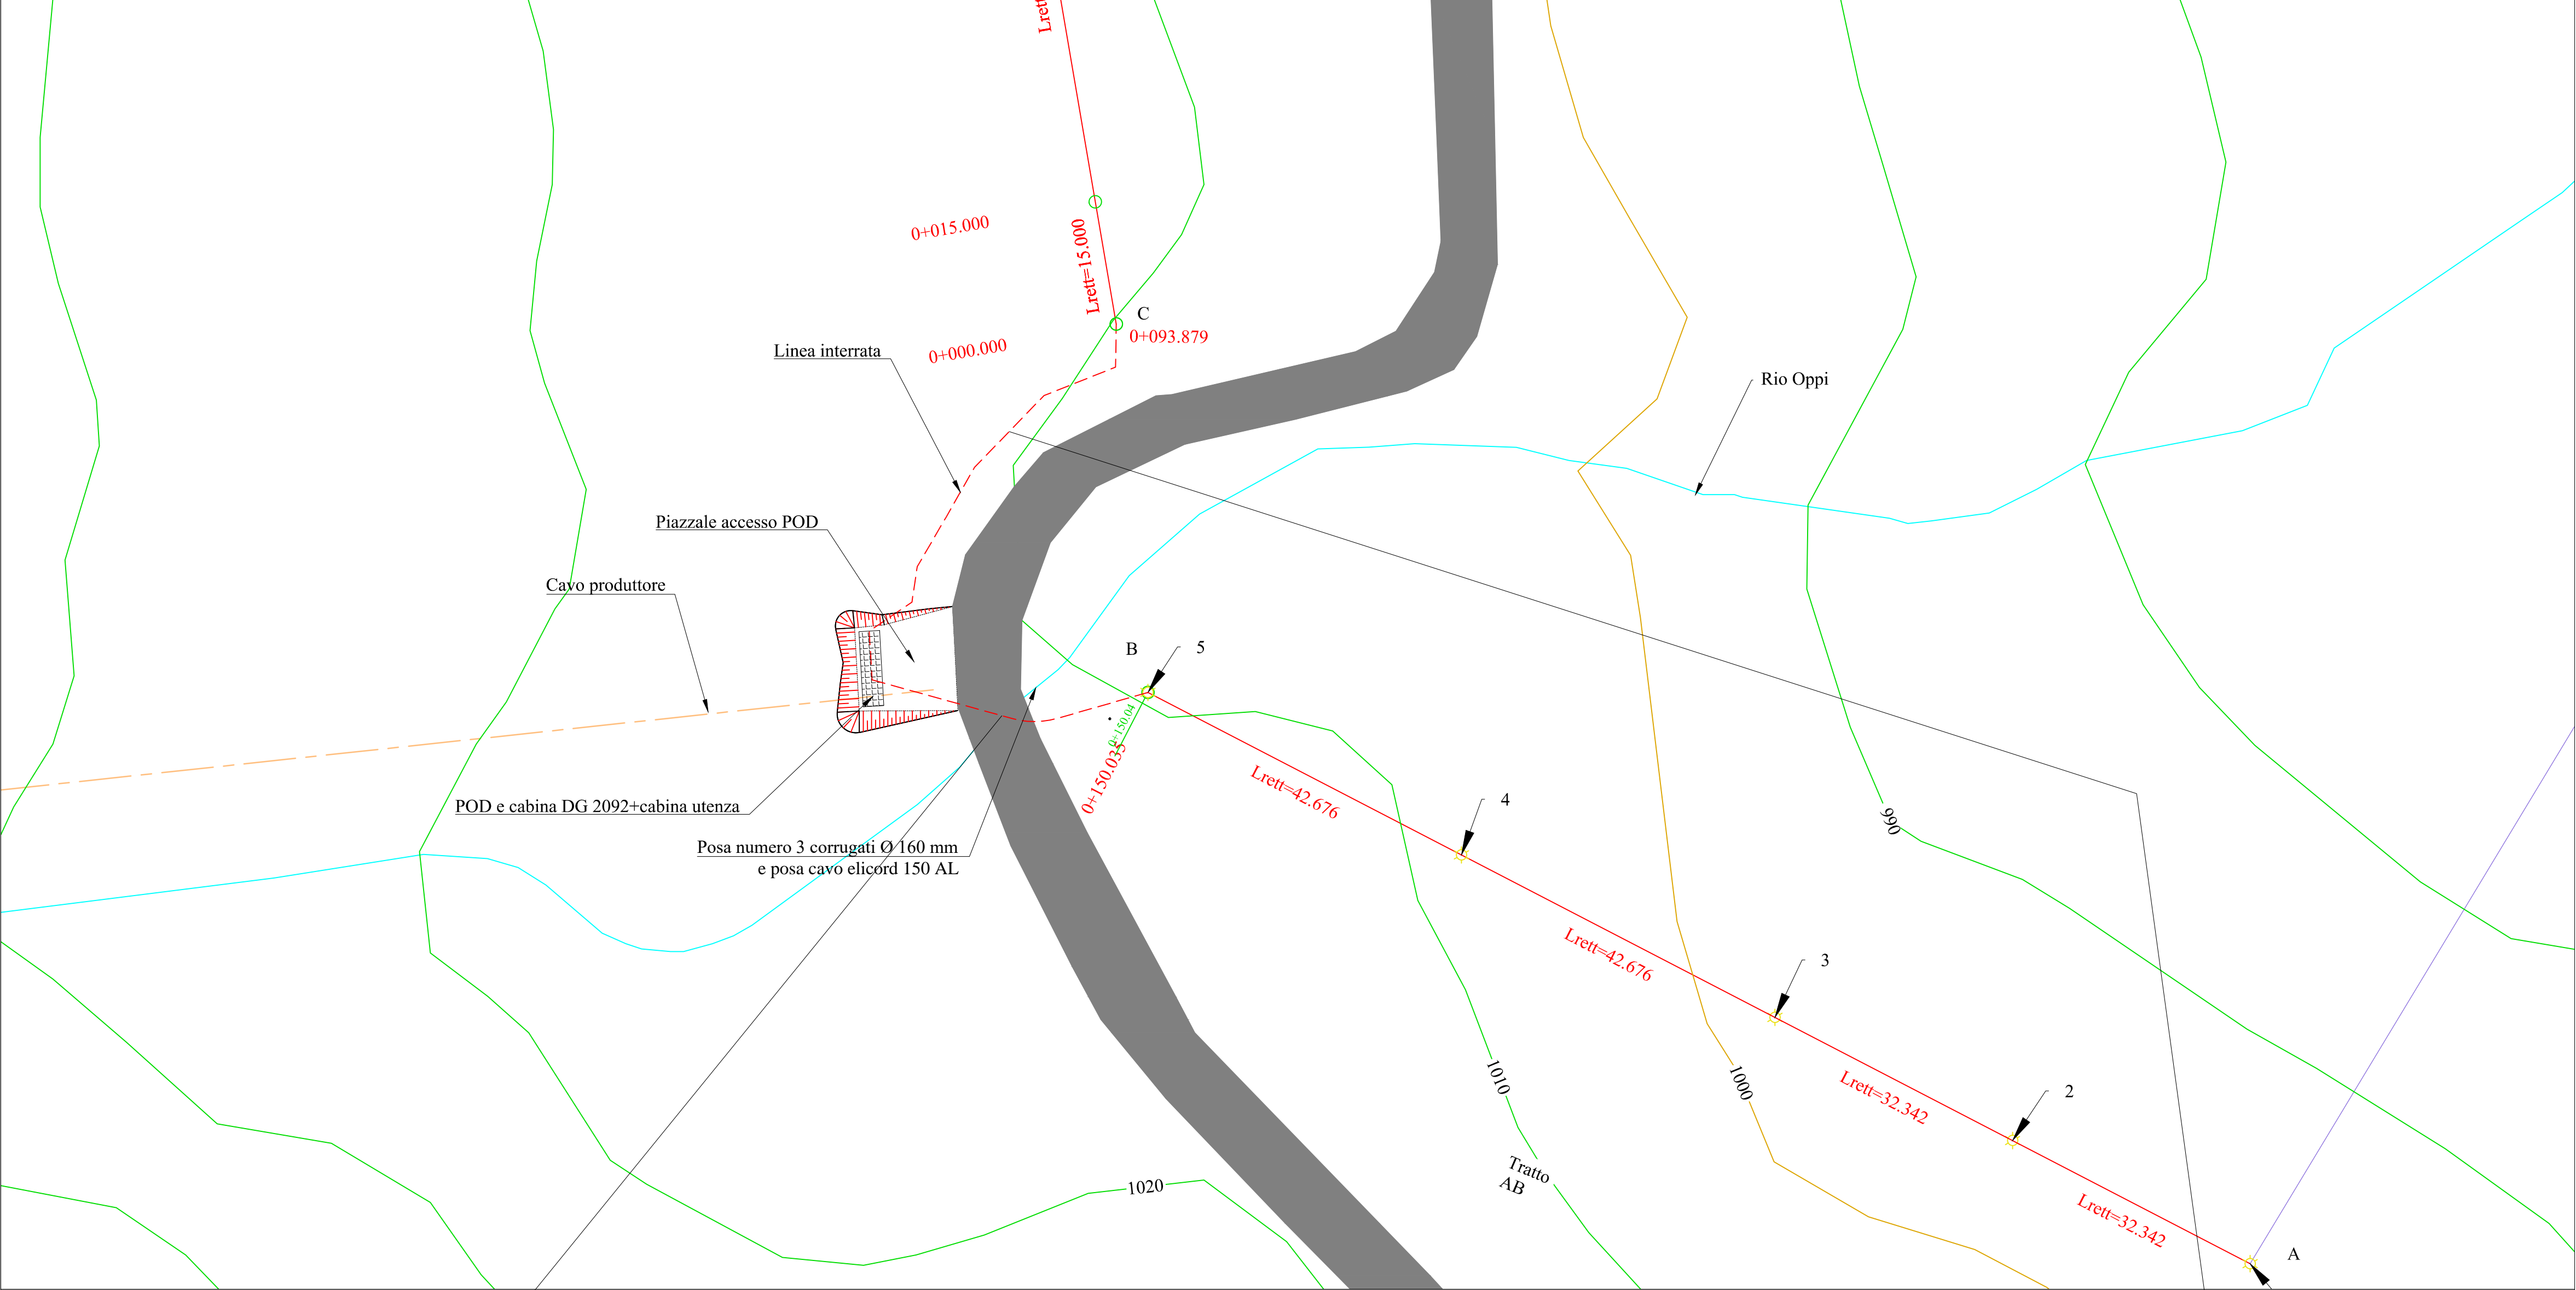 Lrett
0+015.000
Lrett=15.000
C
0+093.879
0+000.000
Linea interrata
Rio Oppi
Piazzale accesso POD
Cavo produttore
B
5
0+150.04
0+150.035
Lrett=42.676
4
POD e cabina DG 2092+cabina utenza
990
Posa numero 3 corrugati Ø 160 mm
e posa cavo elicord 150 AL
Lrett=42.676
3
1010
1000
Lrett=32.342
2
Tratto
AB
1020
Lrett=32.342
A